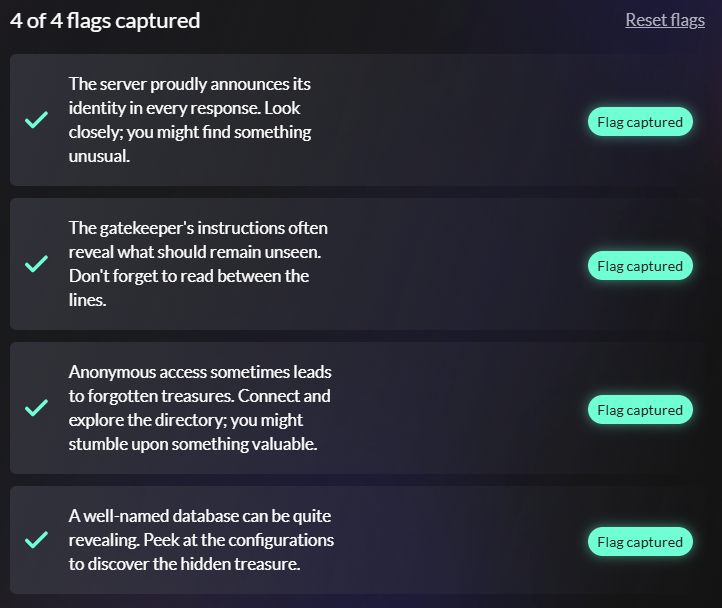 4 of 4 flags captured
Reset flags
The server proudly announces its
identity in every response. Look
closely; you might find something
unusual.
Flag captured
The gatekeeper's instructions often
reveal what should remain unseen.
Don't forget to read between the
lines.
Flag captured
Anonymous access sometimes leads
to forgotten treasures. Connect and
explore the directory; you might
stumble upon something valuable.
Flag captured
A well-named database can be quite
revealing. Peek at the configurations
to discover the hidden treasure.
Flag captured